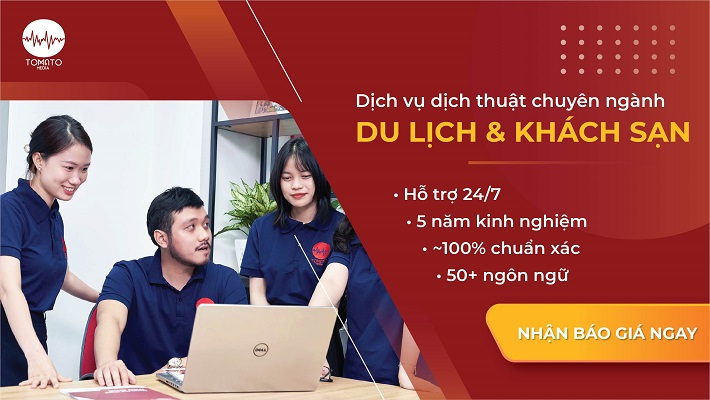 TOMATO
MEDIA
Dịch vụ dịch thuật chuyên ngành
DU LỊCH & KHÁCH SẠN
• Hỗ trợ 24/7
• 5 năm kinh nghiệm
• ~100% chuẩn xác
• 50+ ngôn ngữ
DELL
NHẬN BÁO GIÁ NGAY